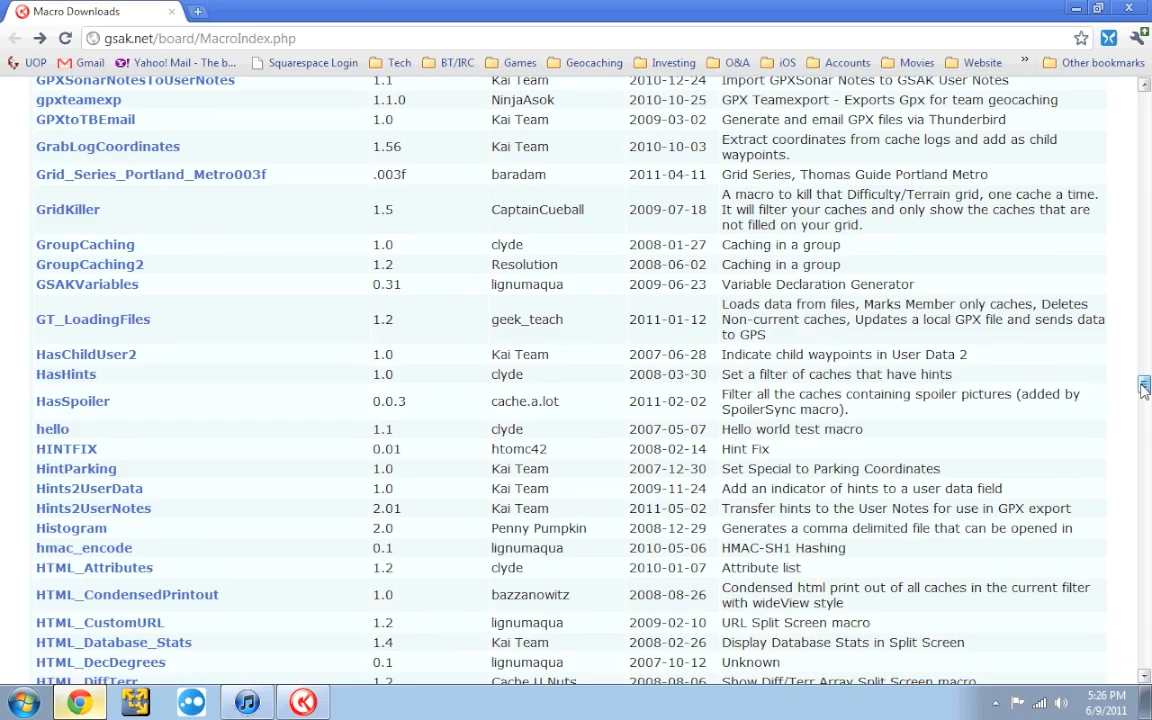 Macro Downloads
gsak.net/board/MacroIndex.php
UOP Gmail Yahoo! Mail - The b... Squarespace Login Tech BT/IRC Games Geocaching Investing O&A iOS Accounts Movies Website » Other bookmarks
GPXSonarNotesToUserNotes 1.1 Kai Team 2010-12-24 Import GPXSonar Notes to GSAK User Notes
gpxteamexp 1.1.0 NinjaAsok 2010-10-25 GPX Teamexport - Exports Gpx for team geocaching
GPXtoTBEmail 1.0 Kai Team 2009-03-02 Generate and email GPX files via Thunderbird
GrabLogCoordinates 1.56 Kai Team 2010-10-03 Extract coordinates from cache logs and add as child
waypoints.
Grid_Series_Portland_Metro003f .003f baradam 2011-04-11 Grid Series, Thomas Guide Portland Metro
GridKiller 1.5 CaptainCueball 2009-07-18 A macro to kill that Difficulty/Terrain grid, one cache a time.
It will filter your caches and only show the caches that are
not filled on your grid.
GroupCaching 1.0 clyde 2008-01-27 Caching in a group
GroupCaching2 1.2 Resolution 2008-06-02 Caching in a group
GSAKVariables 0.31 lignumaqua 2009-06-23 Variable Declaration Generator
GT_LoadingFiles 1.2 geek_teach 2011-01-12 Loads data from files, Marks Member only caches, Deletes
Non-current caches, Updates a local GPX file and sends data
to GPS
HasChildUser2 1.0 Kai Team 2007-06-28 Indicate child waypoints in User Data 2
HasHints 1.0 clyde 2008-03-30 Set a filter of caches that have hints
HasSpoiler 0.0.3 cache.a.lot 2011-02-02 Filter all the caches containing spoiler pictures (added by
SpoilerSync macro).
hello 1.1 clyde 2007-05-07 Hello world test macro
HINTFIX 0.01 htomc42 2008-02-14 Hint Fix
HintParking 1.0 Kai Team 2007-12-30 Set Special to Parking Coordinates
Hints2UserData 1.0 Kai Team 2009-11-24 Add an indicator of hints to a user data field
Hints2UserNotes 2.01 Kai Team 2011-05-02 Transfer hints to the User Notes for use in GPX export
Histogram 2.0 Penny Pumpkin 2008-12-29 Generates a comma delimited file that can be opened in
hmac_encode 0.1 lignumaqua 2010-05-06 HMAC-SH1 Hashing
HTML_Attributes 1.2 clyde 2010-01-07 Attribute list
HTML_CondensedPrintout 1.0 bazzanowitz 2008-08-26 Condensed html print out of all caches in the current filter
with wideView style
HTML_CustomURL 1.2 lignumaqua 2009-02-10 URL Split Screen macro
HTML_Database_Stats 1.4 Kai Team 2008-02-26 Display Database Stats in Split Screen
HTML_DecDegrees 0.1 lignumaqua 2007-10-12 Unknown
HTML_DiffTerr 1.2 Cache U Nuts 2008-08-05 Show Diff/Terr Array Split Screen macro
5:26 PM
6/9/2011